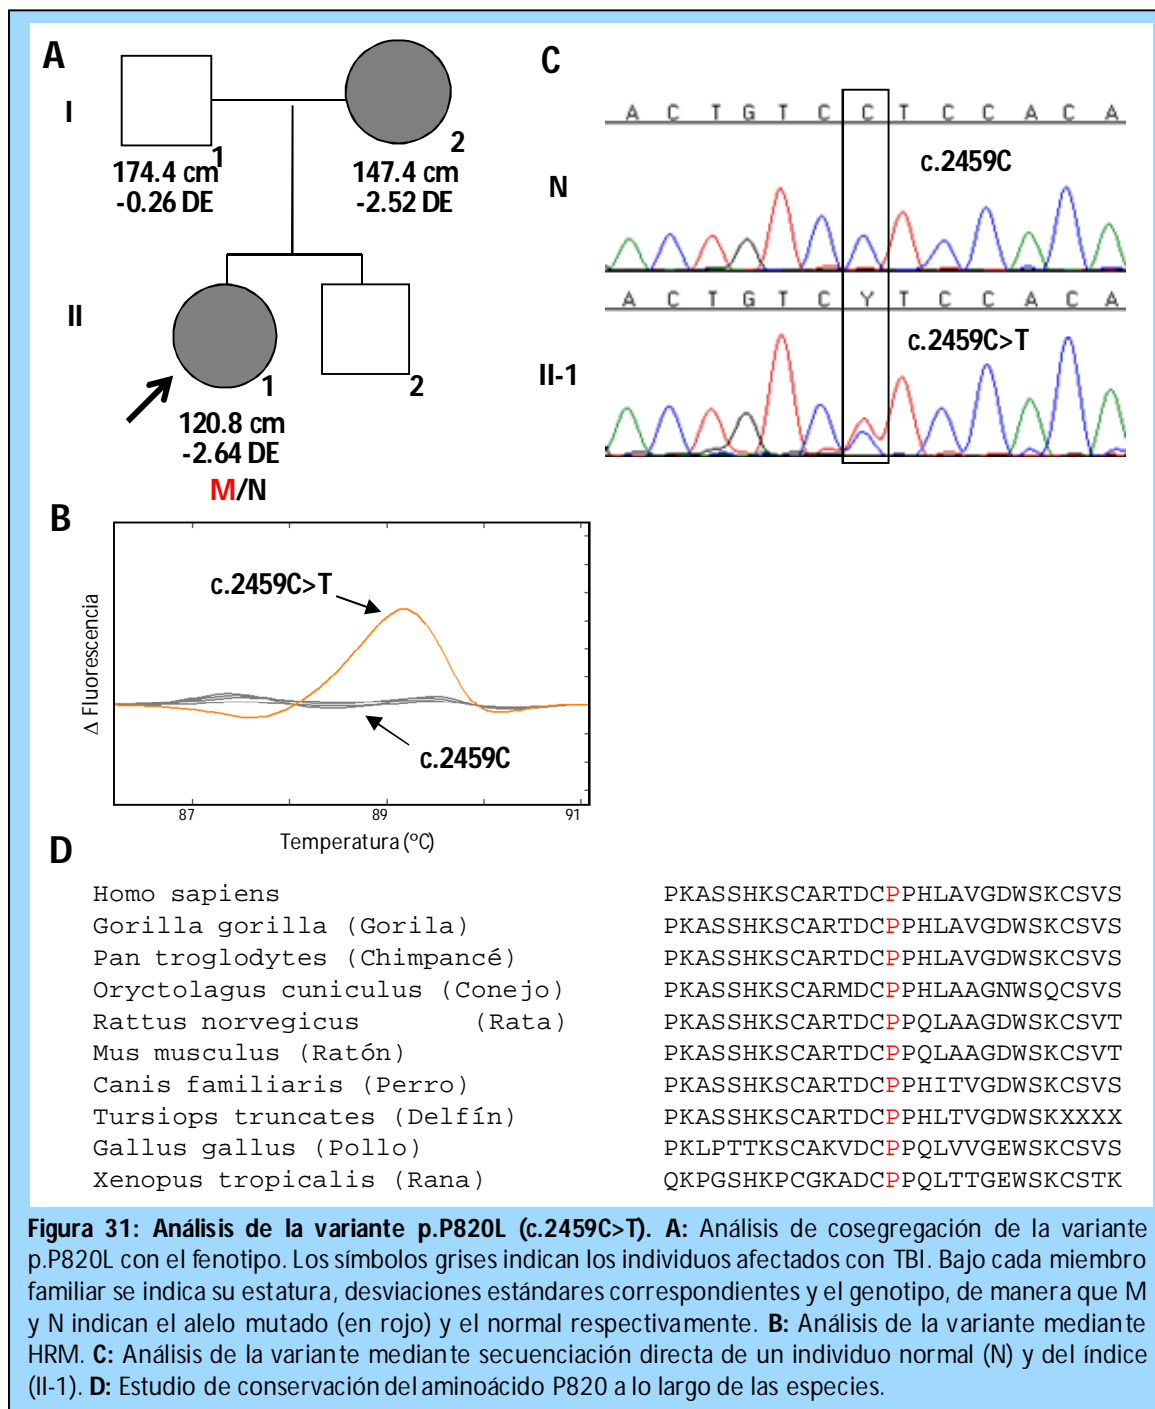 A
I
1
174.4 cm
-0.26 DE
2
147.4 cm
-2.52 DE
II
1
120.8 cm
-2.64 DE
M/N
2
C
A C T G T C C T C C A C A
c.2459C
N
A C T G T C Y T C C A C A
c.2459C>T
II-1
B
c.2459C>T
c.2459C
Δ Fluorescencia
87 89 91
Temperatura (ºC)
D
Homo sapiens PKASSHKSCARTDCPPHLAVGDWSKCSVS
Gorilla gorilla (Gorila) PKASSHKSCARTDCPPHLAVGDWSKCSVS
Pan troglodytes (Chimpancé) PKASSHKSCARTDCPPHLAVGDWSKCSVS
Oryctolagus cuniculus (Conejo) PKASSHKSCARMDCPPHLAAGNWSQCSVS
Rattus norvegicus (Rata) PKASSHKSCARTDCPPQLAAGDWSKCSVT
Mus musculus (Ratón) PKASSHKSCARTDCPPQLAAGDWSKCSVT
Canis familiaris (Perro) PKASSHKSCARTDCPPHITVGDWSKCSVS
Tursiops truncates (Delfín) PKASSHKSCARTDCPPHLTVGDWSKXXXX
Gallus gallus (Pollo) PKLPTTKSCAKVDCPPQLVVGEWSKCSVS
Xenopus tropicalis (Rana) QKPGSHKPCGKADCPPQLTTGEWSKCSTK
Figura 31: Análisis de la variante p.P820L (c.2459C>T). A: Análisis de cosegregación de la variante
p.P820L con el fenotipo. Los símbolos grises indican los individuos afectados con TBI. Bajo cada miembro
familiar se indica su estatura, desviaciones estándares correspondientes y el genotipo, de manera que M
y N indican el alelo mutado (en rojo) y el normal respectivamente. B: Análisis de la variante mediante
HRM. C: Análisis de la variante mediante secuenciación directa de un individuo normal (N) y del índice
(II-1). D: Estudio de conservación del aminoácido P820 a lo largo de las especies.